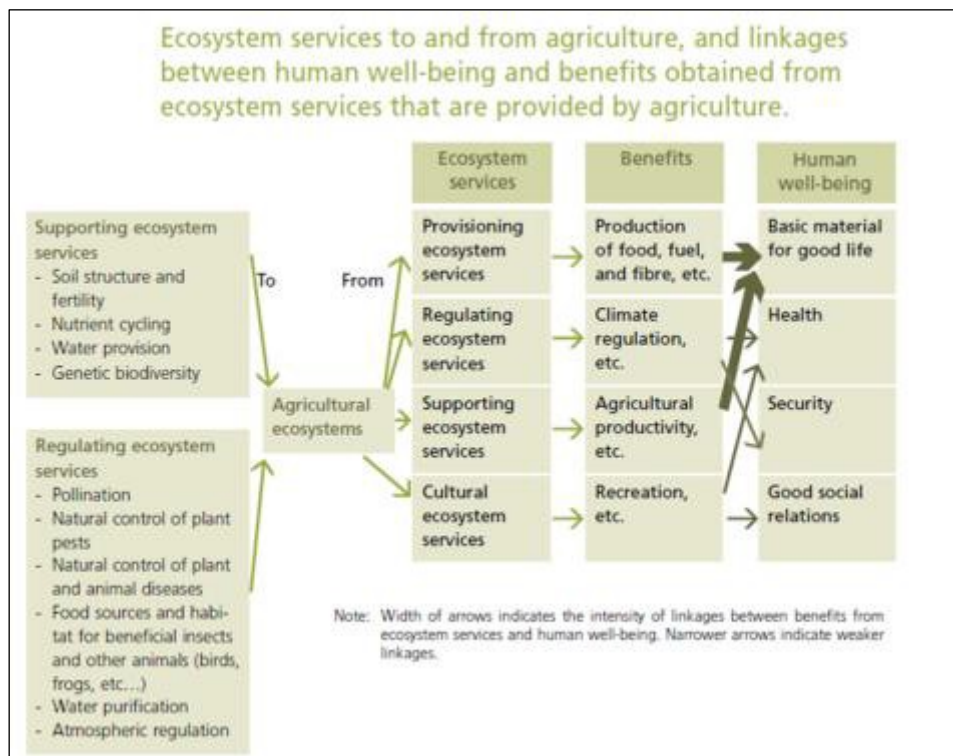 Ecosystem services to and from agriculture, and linkages
between human well-being and benefits obtained from
ecosystem services that are provided by agriculture.
Supporting ecosystem
services
- Soil structure and
fertility
- Nutrient cycling
- Water provision
- Genetic biodiversity
Regulating ecosystem
services
- Pollination
- Natural control of plant
pests
- Natural control of plant
and animal diseases
- Food sources and habi-
tat for beneficial insects
and other animals (birds,
frogs, etc...)
- Water purification
- Atmospheric regulation
To
From
Agricultural
ecosystems
Ecosystem
services
Provisioning
ecosystem
services
Regulating
ecosystem
services
Supporting
ecosystem
services
Cultural
ecosystem
services
Benefits
Production
of food, fuel,
and fibre, etc.
Climate
regulation,
etc.
Agricultural
productivity,
etc.
Recreation,
etc.
Human
well-being
Basic material
for good life
Health
Security
Good social
relations
Note: Width of arrows indicates the intensity of linkages between benefits from
ecosystem services and human well-being. Narrower arrows indicate weaker
linkages.